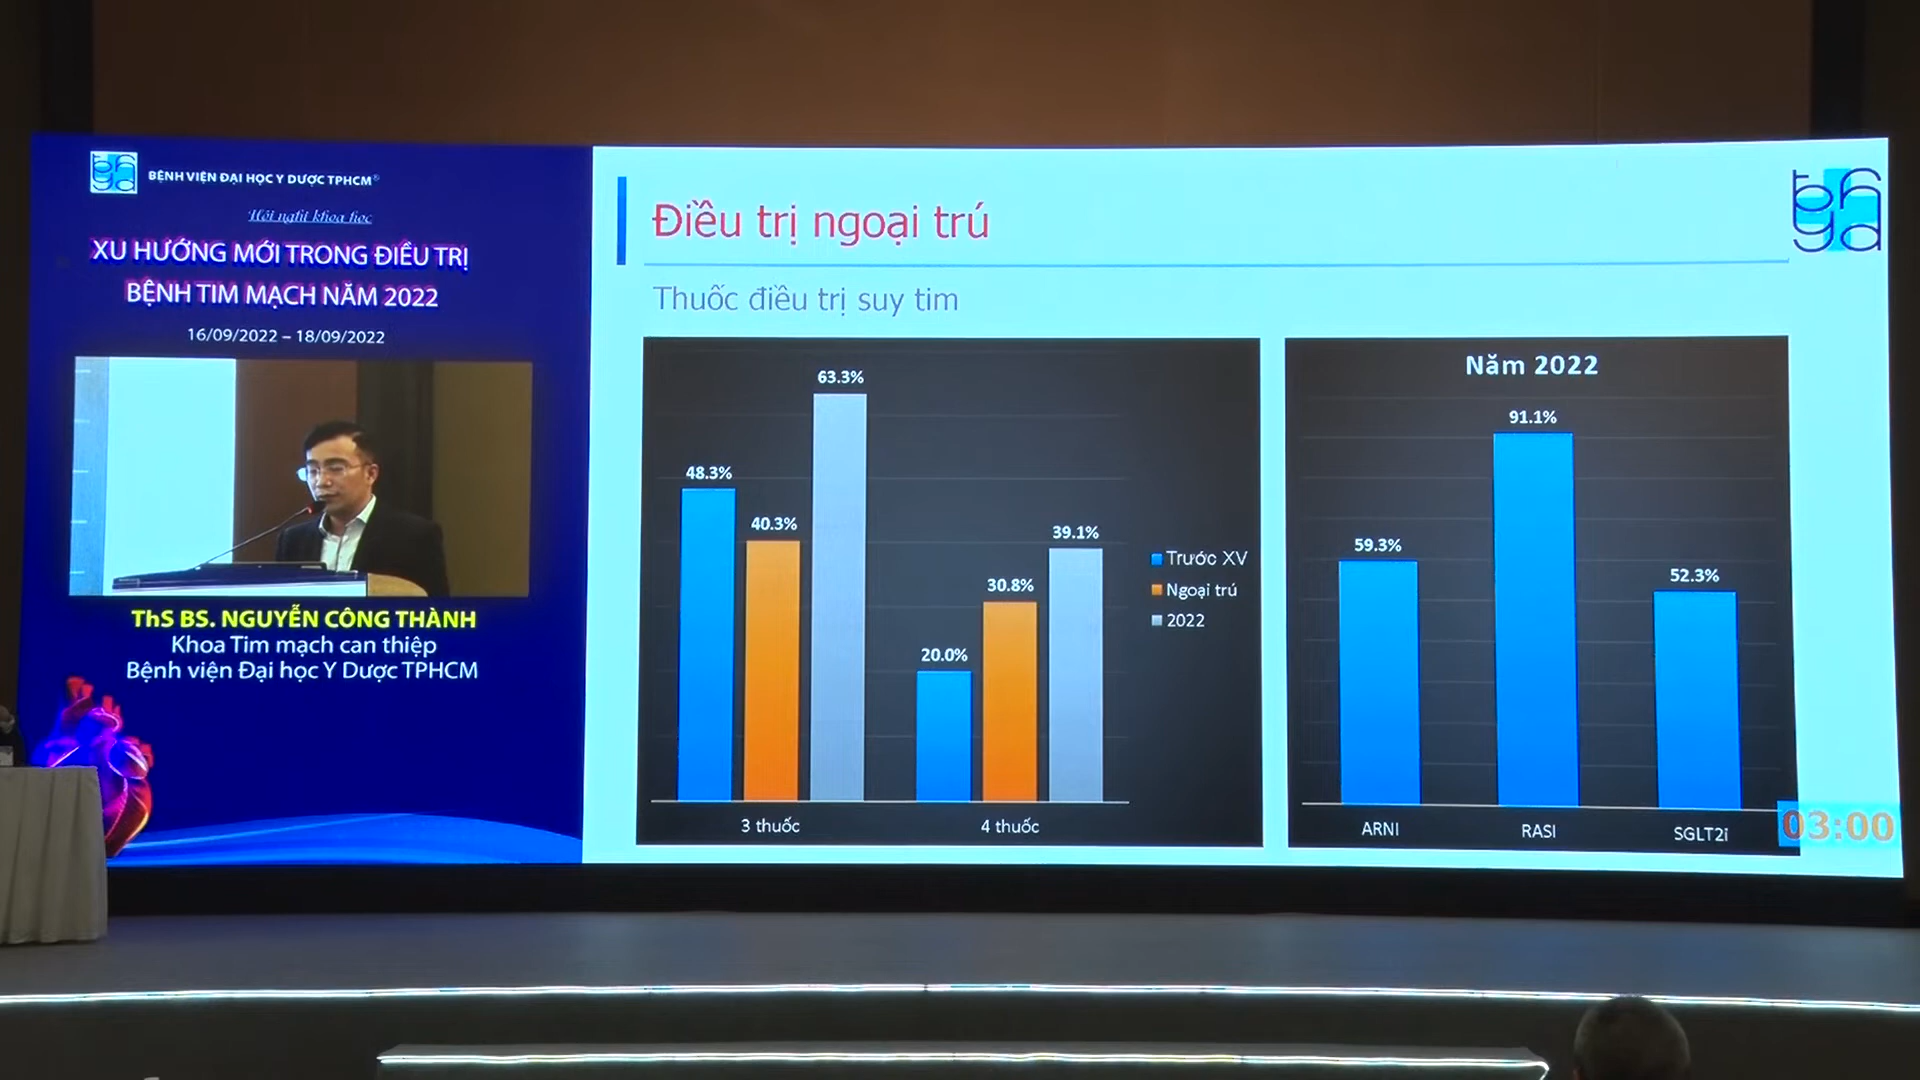 BỆNH VIỆN ĐẠI HỌC Y DƯỢC TPHCM®
Hội nghị khoa học
XU HƯỚNG MỚI TRONG ĐIỀU TRỊ
BỆNH TIM MẠCH NĂM 2022
16/09/2022 – 18/09/2022
ThS BS. NGUYỄN CÔNG THÀNH
Khoa Tim mạch can thiệp
Bệnh viện Đại học Y Dược TPHCM
Điều trị ngoại trú
Thuốc điều trị suy tim
63.3%
48.3%
40.3%
39.1%
30.8%
20.0%
Trước XV
Ngoại trú
2022
3 thuốc
4 thuốc
Năm 2022
91.1%
59.3%
52.3%
ARNI
RASI
SGLT2i
03:00